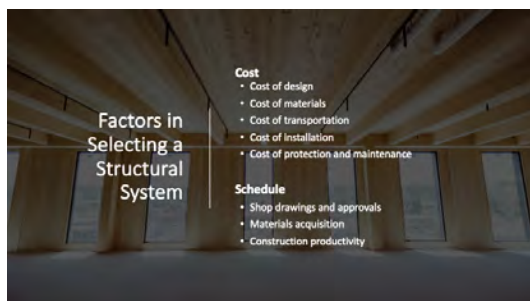 Factors in
Selecting a
Structural
System
Cost
• Cost of design
• Cost of materials
• Cost of transportation
• Cost of installation
• Cost of protection and maintenance
Schedule
• Shop drawings and approvals
• Materials acquisition
• Construction productivity